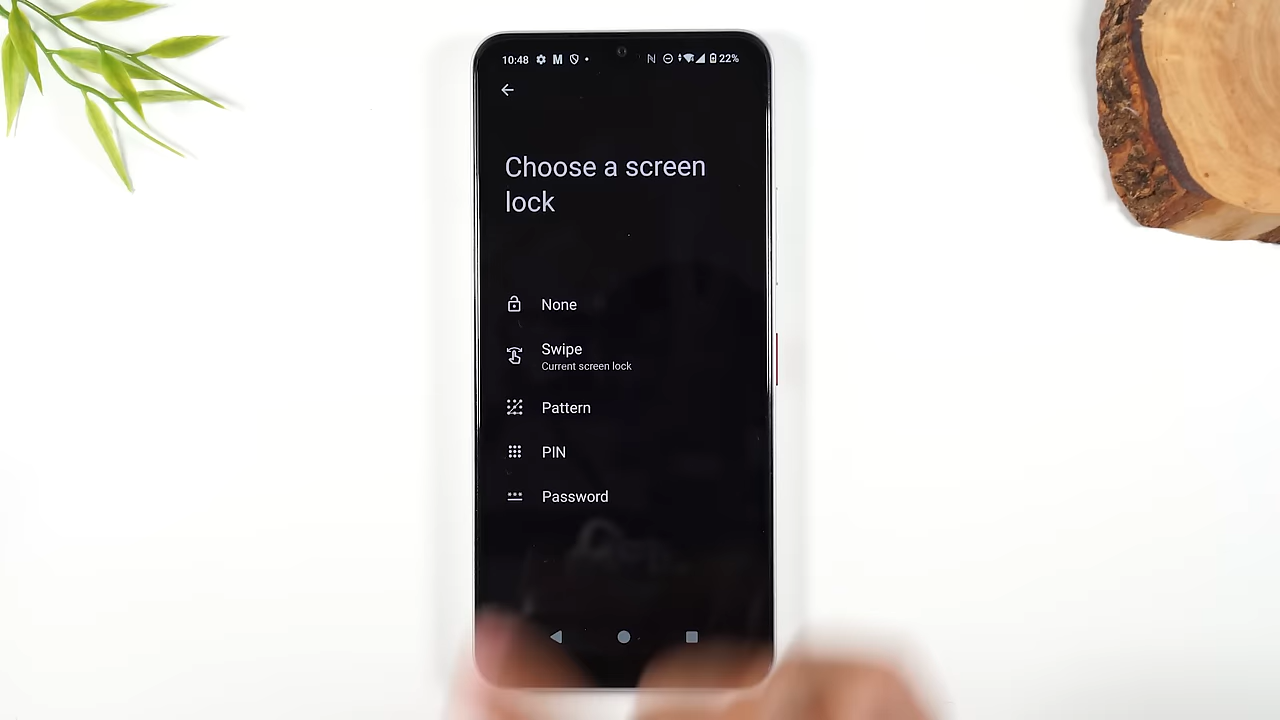 10:48 M 22%
Choose a screen
lock
None
Swipe
Current screen lock
Pattern
PIN
Password